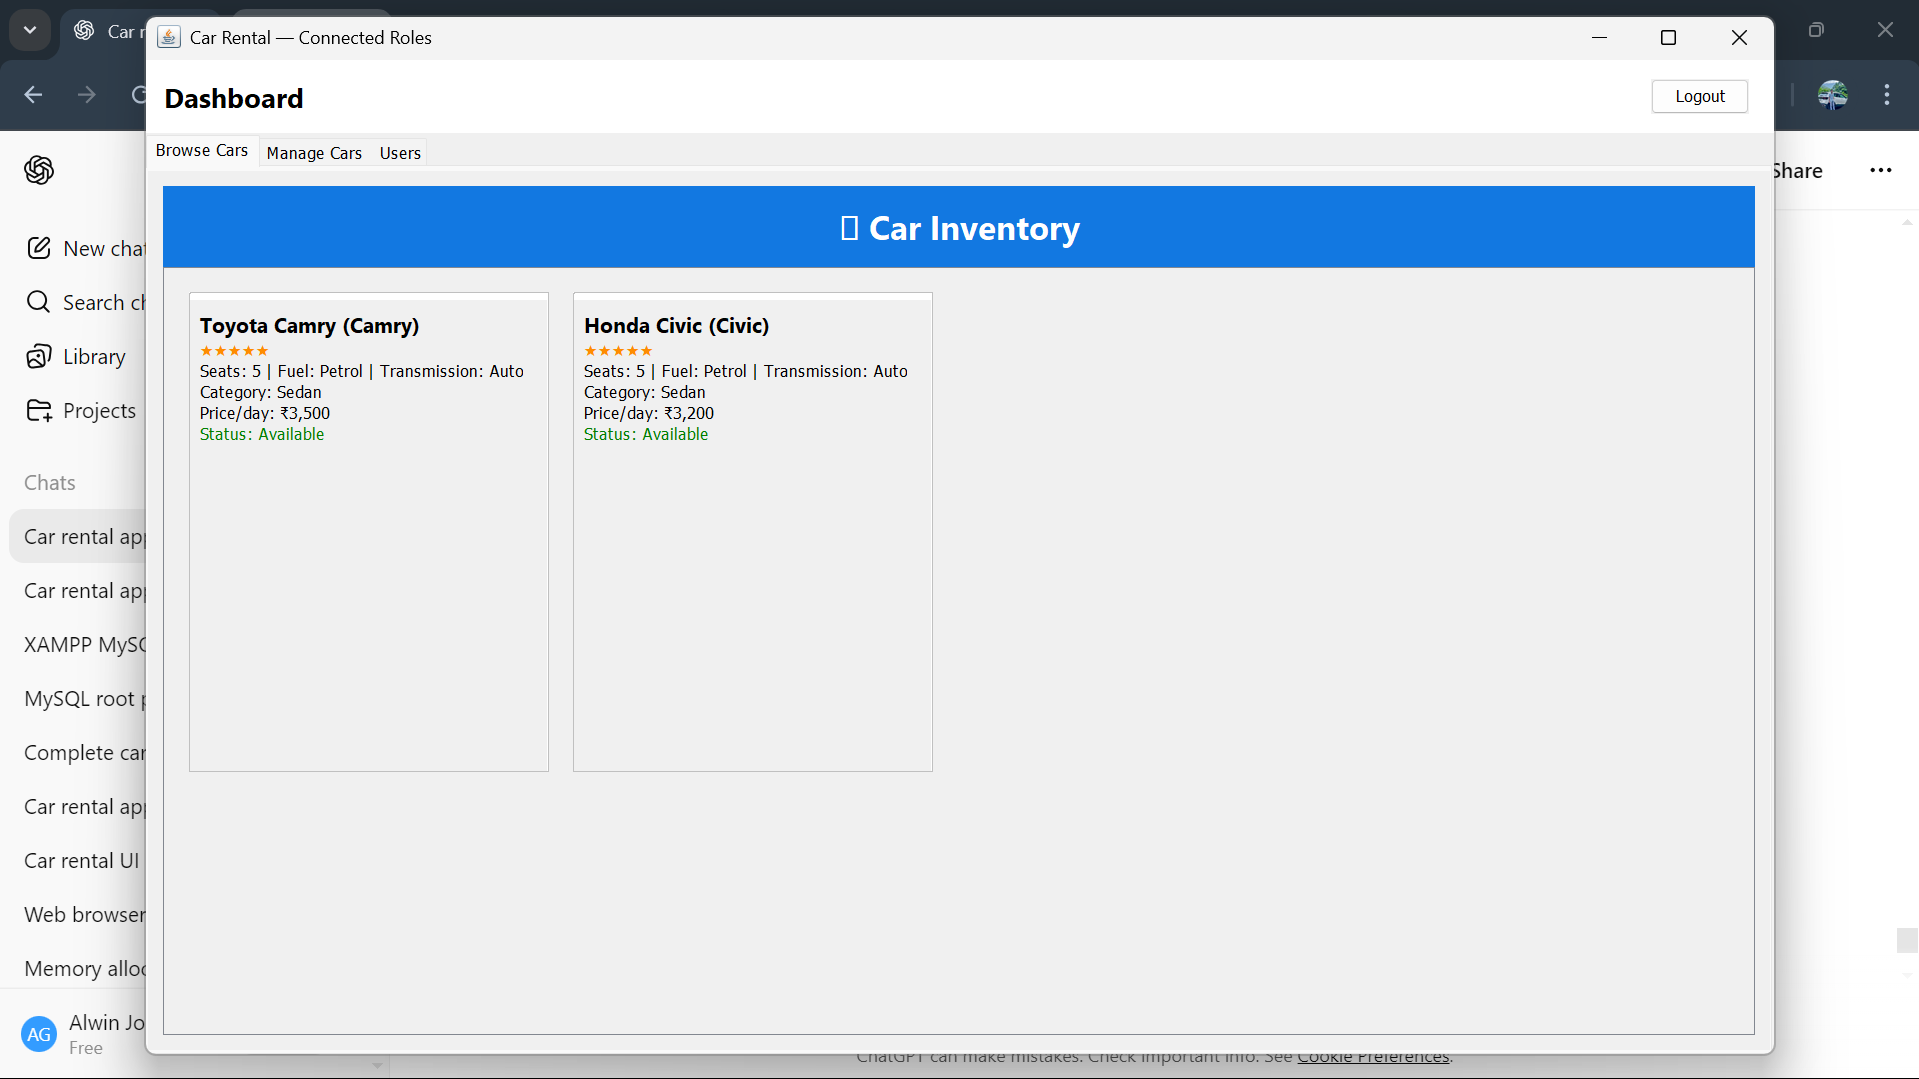 Car r
Car Rental — Connected Roles
Dashboard
Logout
Browse Cars
Manage Cars
Users
Share
Car Inventory
New chat
Search ch
Library
Projects
Toyota Camry (Camry)
★★★★★
Seats: 5 | Fuel: Petrol | Transmission: Auto
Category: Sedan
Price/day: ₹3,500
Status: Available
Honda Civic (Civic)
★★★★★
Seats: 5 | Fuel: Petrol | Transmission: Auto
Category: Sedan
Price/day: ₹3,200
Status: Available
Chats
Car rental app
Car rental app
XAMPP MySQ
MySQL root p
Complete car
Car rental app
Car rental UI
Web browser
Memory alloc
AG
Alwin Jo
Free
ChatGPT can make mistakes. Check important info. See Cookie Preferences.